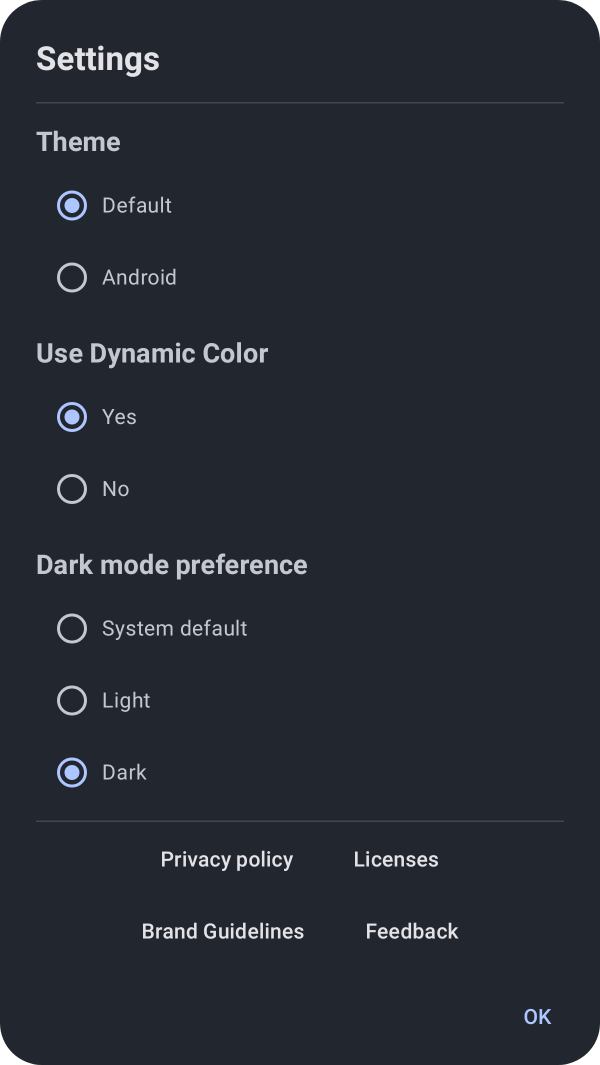 Settings
Theme
Default
Android
Use Dynamic Color
Yes
No
Dark mode preference
System default
Light
Dark
Privacy policy Licenses
Brand Guidelines Feedback
OK